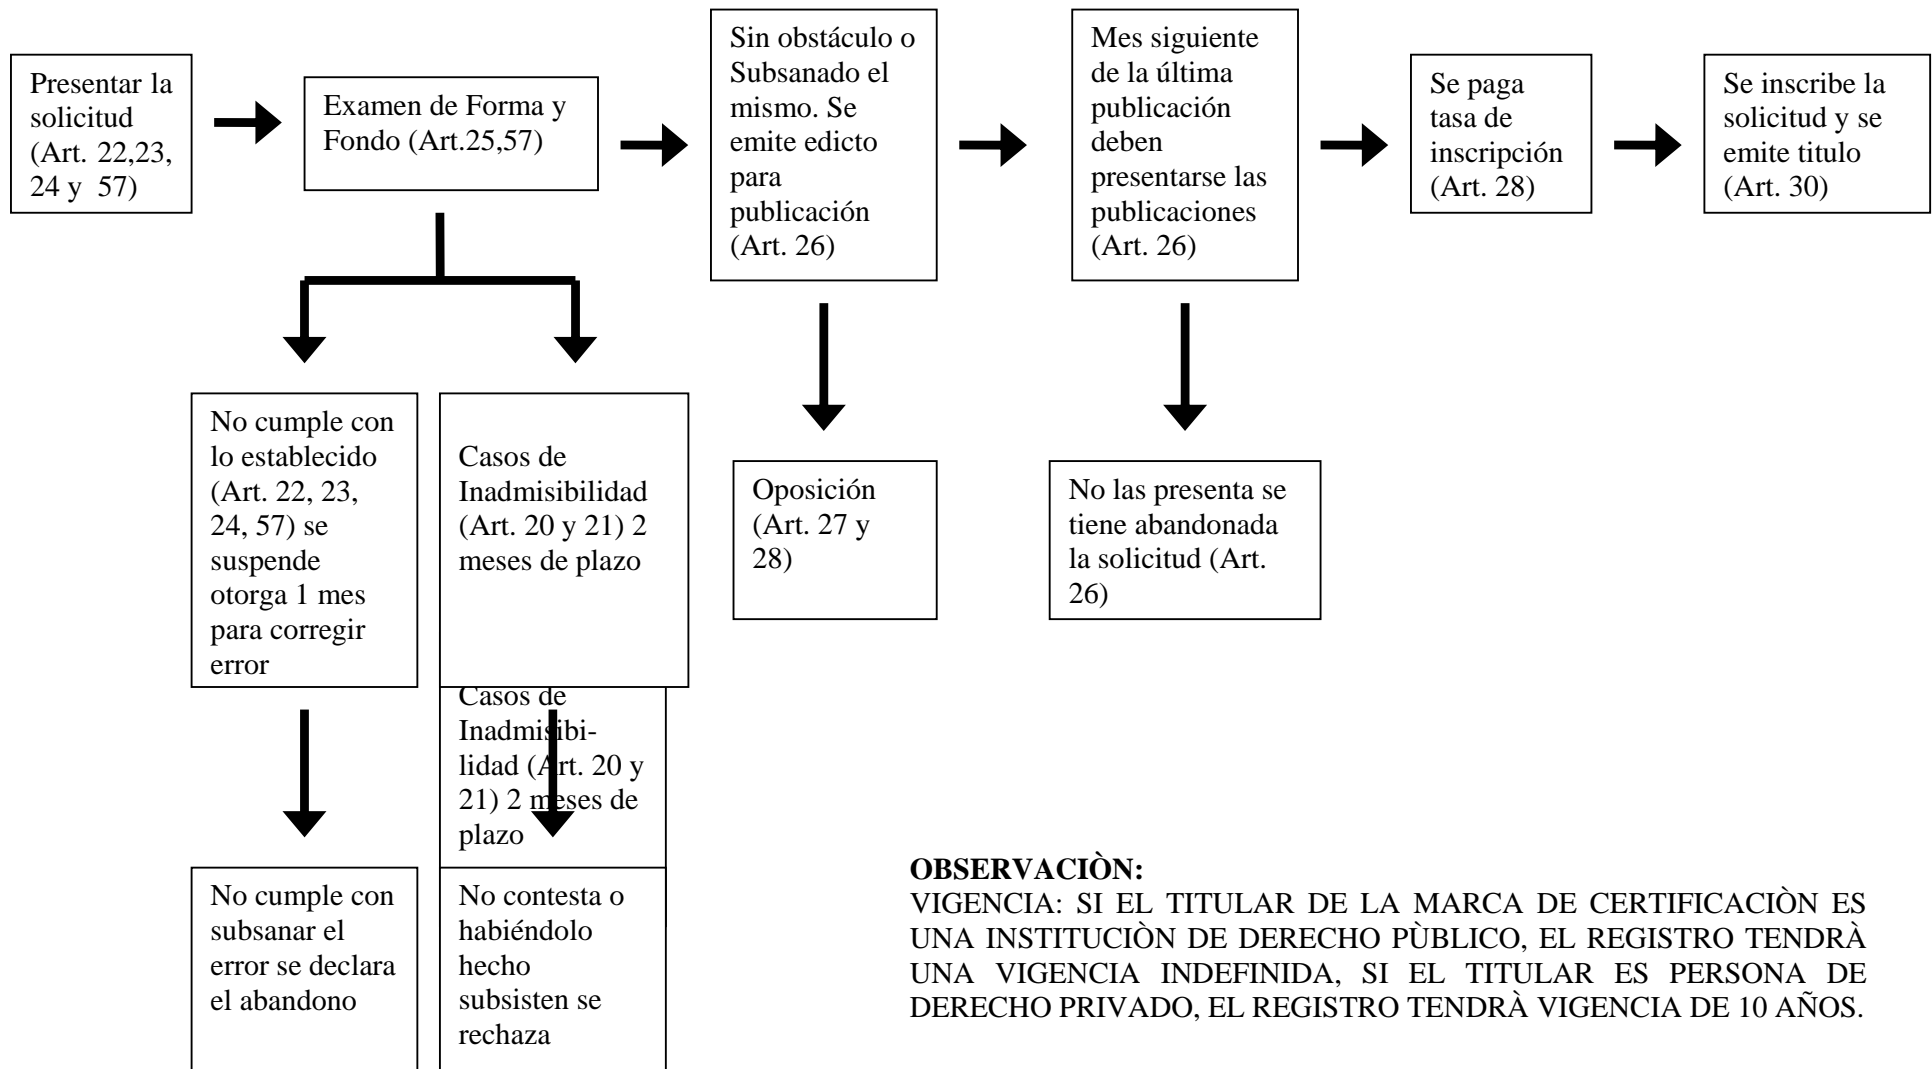 Presentar la
solicitud
(Art. 22,23,
24 y  57)
Examen de Forma y
Fondo (Art.25,57)
Sin obstáculo o
Subsanado el
mismo. Se
emite edicto
para
publicación
(Art. 26)
Mes siguiente
de la última
publicación
deben
presentarse las
publicaciones
(Art. 26)
Se paga
tasa de
inscripción
(Art. 28)
Se inscribe la
solicitud y se
emite titulo
(Art. 30)
No cumple con
lo establecido
(Art. 22, 23,
24, 57) se
suspende
otorga 1 mes
para corregir
error
Casos de
Inadmisibilidad
(Art. 20 y 21) 2
meses de plazo
Oposición
(Art. 27 y
28)
No las presenta se
tiene abandonada
la solicitud (Art.
26)
Casos de
Inadmisibi-
lidad (Art. 20 y
21) 2 meses de
plazo
No cumple con
subsanar el
error se declara
el abandono
No contesta o
habiéndolo
hecho
subsisten se
rechaza
OBSERVACIÒN:
VIGENCIA: SI EL TITULAR DE LA MARCA DE CERTIFICACIÒN ES
UNA INSTITUCIÒN DE DERECHO PÙBLICO, EL REGISTRO TENDRÀ
UNA VIGENCIA INDEFINIDA, SI EL TITULAR ES PERSONA DE
DERECHO PRIVADO, EL REGISTRO TENDRÀ VIGENCIA DE 10 AÑOS.